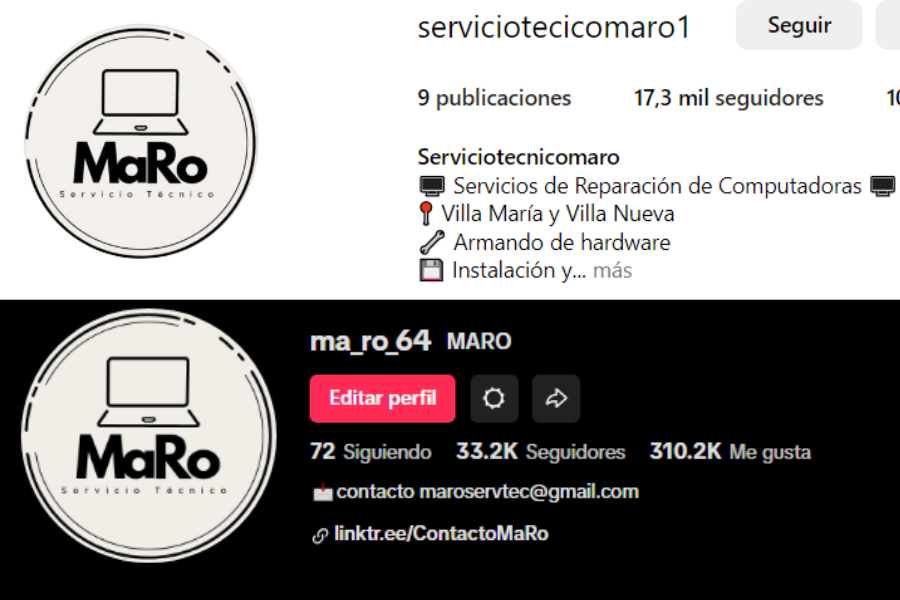 MaRo
Servicio Técnico
serviciotecicomaro1 Seguir
9 publicaciones 17,3 mil seguidores 10
Serviciotecnicomaro
🖥️ Servicios de Reparación de Computadoras 🖥️
📍 Villa María y Villa Nueva
🔧 Armando de hardware
💾 Instalación y... más
MaRo
Servicio Técnico
ma_ro_64 MARO
Editar perfil
72 Siguiendo 33.2K Seguidores 310.2K Me gusta
📩 contacto maroservtec@gmail.com
linktr.ee/ContactoMaRo